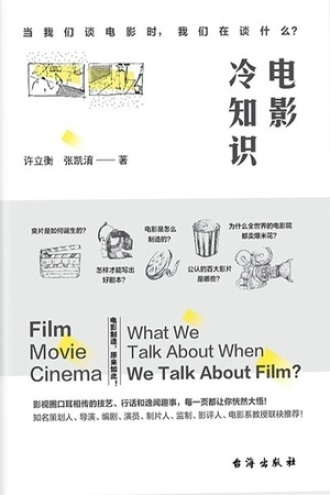 当我们谈电影时，我们在谈什么？
电影
冷知识
许立衡 张凯淯——著
烂片是如何诞生的？
怎样才能写出
好剧本？
电影是怎么
制造的？
公认的百大影片
是哪些？
为什么全世界的电影院
都卖爆米花？
Film
Movie
Cinema
电影制造，原来如此！
What We
Talk About When
We Talk About Film?
影视圈口耳相传的技艺、行话和逸闻趣事，每一页都让你恍然大悟！
知名策划人、导演、编剧、演员、制片人、监制、影评人、电影系教授联袂推荐！
台海出版社